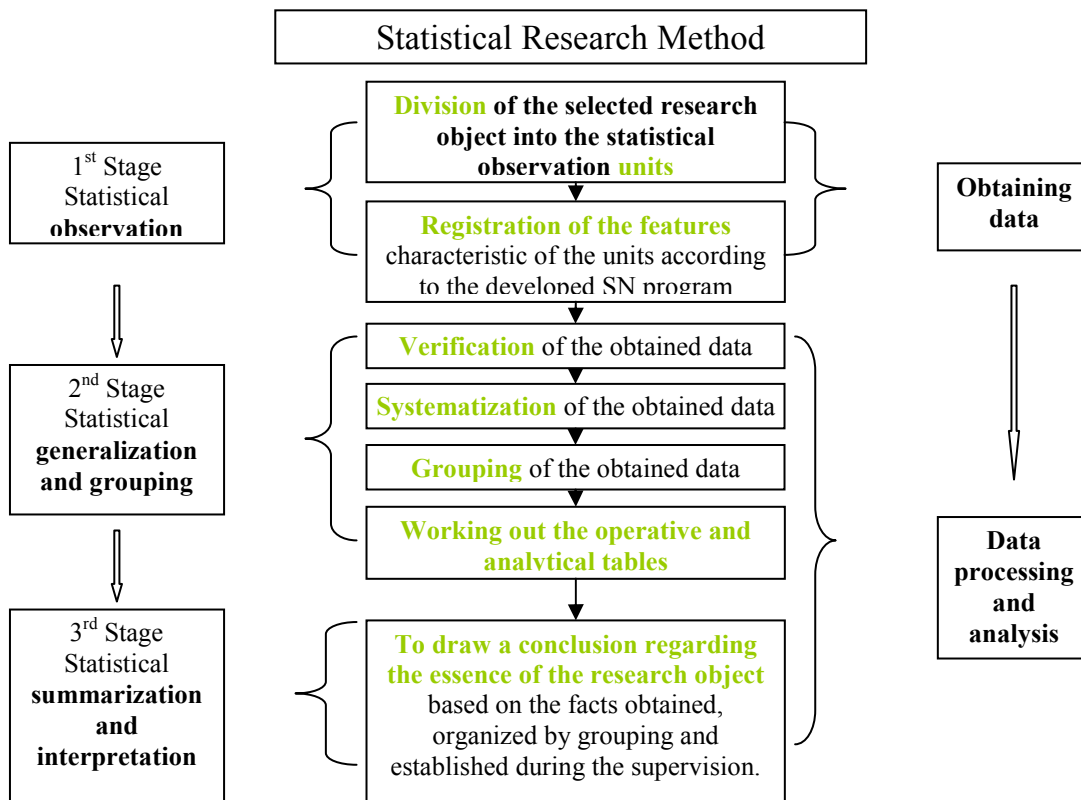 Statistical Research Method
Division of the selected research
object into the statistical
observation units
1st Stage
Statistical
observation
Obtaining
data
Registration of the features
characteristic of the units according
to the developed SN program
Verification of the obtained data
2nd Stage
Statistical
generalization
and grouping
Systematization of the obtained data
Grouping of the obtained data
Working out the operative and
analytical tables
Data
processing
and
analysis
3rd Stage
Statistical
summarization
and
interpretation
To draw a conclusion regarding
the essence of the research object
based on the facts obtained,
organized by grouping and
established during the supervision.